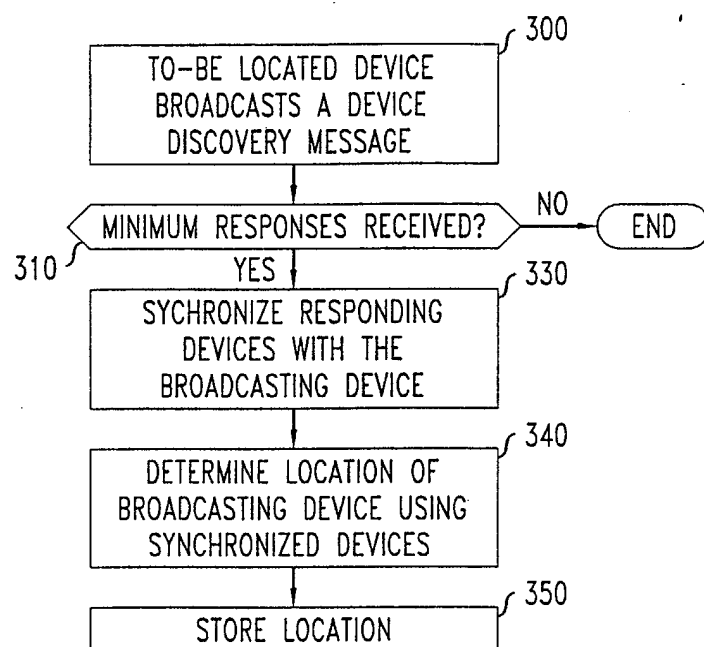 300
TO-BE LOCATED DEVICE
BROADCASTS A DEVICE
DISCOVERY MESSAGE
MINIMUM RESPONSES RECEIVED?
NO
END
310
YES
330
SYCHRONIZE RESPONDING
DEVICES WITH THE
BROADCASTING DEVICE
340
DETERMINE LOCATION OF
BROADCASTING DEVICE USING
SYNCHRONIZED DEVICES
350
STORE LOCATION